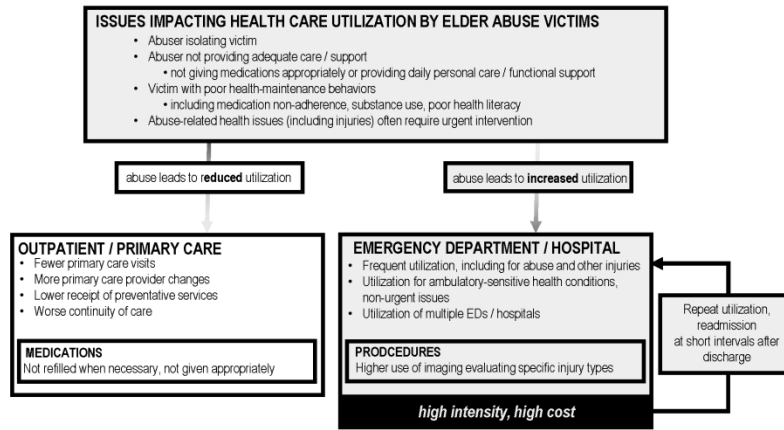 ISSUES IMPACTING HEALTH CARE UTILIZATION BY ELDER ABUSE VICTIMS
• Abuser isolating victim
• Abuser not providing adequate care / support
• not giving medications appropriately or providing daily personal care / functional support
• Victim with poor health-maintenance behaviors
• including medication non-adherence, substance use, poor health literacy
• Abuse-related health issues (including injuries) often require urgent intervention
abuse leads to reduced utilization
abuse leads to increased utilization
OUTPATIENT / PRIMARY CARE
• Fewer primary care visits
• More primary care provider changes
• Lower receipt of preventative services
• Worse continuity of care
MEDICATIONS
Not refilled when necessary, not given appropriately
EMERGENCY DEPARTMENT / HOSPITAL
• Frequent utilization, including for abuse and other injuries
• Utilization for ambulatory-sensitive health conditions,
non-urgent issues
• Utilization of multiple EDs / hospitals
PRODCEDURES
Higher use of imaging evaluating specific injury types
high intensity, high cost
Repeat utilization,
readmission
at short intervals after
discharge